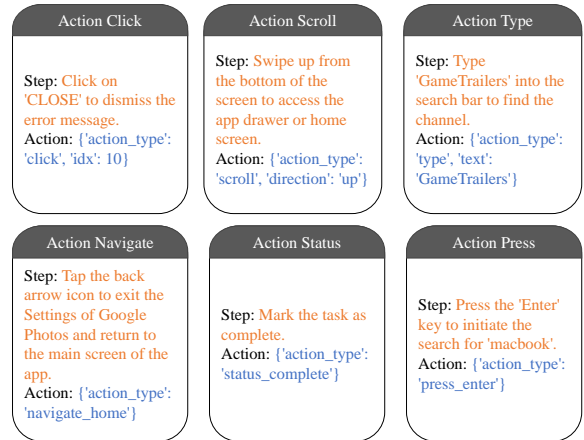 Action Click
Step: Click on
'CLOSE' to dismiss the
error message.
Action: {'action_type':
'click', 'idx': 10}
Action Scroll
Step: Swipe up from
the bottom of the
screen to access the
app drawer or home
screen.
Action: {'action_type':
'scroll', 'direction': 'up'}
Action Type
Step: Type
'GameTrailers' into the
search bar to find the
channel.
Action: {'action_type':
'type', 'text':
'GameTrailers'}
Action Navigate
Step: Tap the back
arrow icon to exit the
Settings of Google
Photos and return to
the main screen of the
app.
Action: {'action_type':
'navigate_home'}
Action Status
Step: Mark the task as
complete.
Action: {'action_type':
'status_complete'}
Action Press
Step: Press the 'Enter'
key to initiate the
search for 'macbook'.
Action: {'action_type':
'press_enter'}